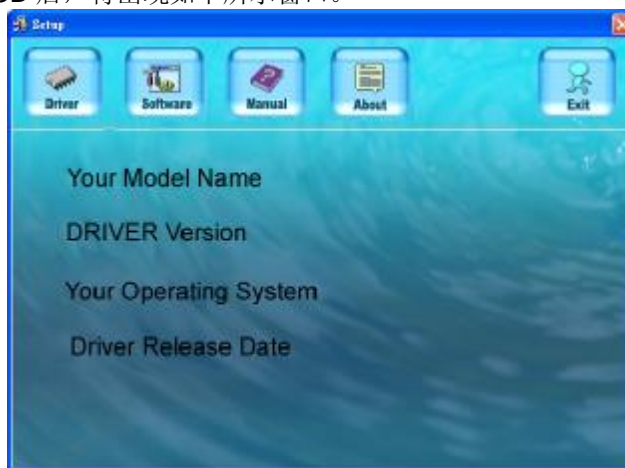 Setup
Driver Software Manual About Exit
Your Model Name
DRIVER Version
Your Operating System
Driver Release Date